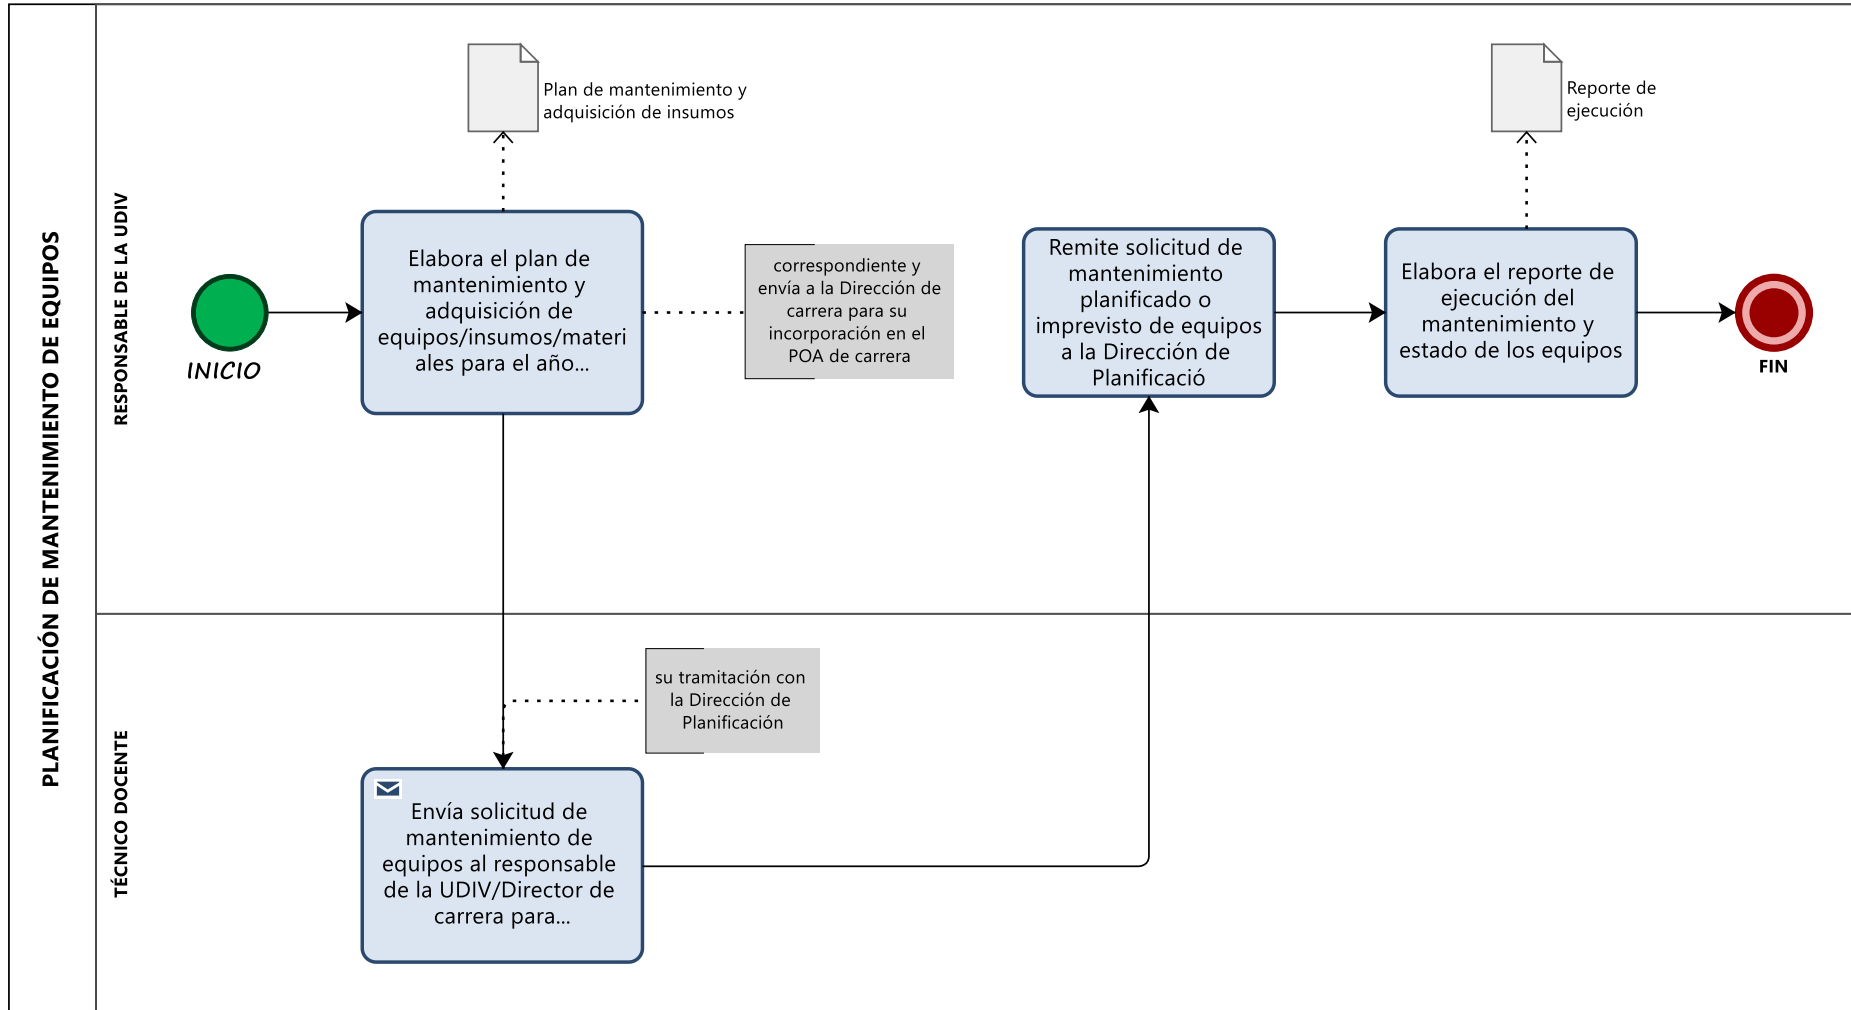 PLANIFICACIÓN DE MANTENIMIENTO DE EQUIPOS
RESPONSABLE DE LA UDIV
INICIO
Plan de mantenimiento y
adquisición de insumos
Elabora el plan de
mantenimiento y
adquisición de
equipos/insumos/materi
ales para el año...
correspondiente y
envía a la Dirección de
carrera para su
incorporación en el
POA de carrera
Remite solicitud de
mantenimiento
planificado o
imprevisto de equipos
a la Dirección de
Planificació
Reporte de
ejecución
Elabora el reporte de
ejecución del
mantenimiento y
estado de los equipos
FIN
TÉCNICO DOCENTE
su tramitación con
la Dirección de
Planificación
Envía solicitud de
mantenimiento de
equipos al responsable
de la UDIV/Director de
carrera para...